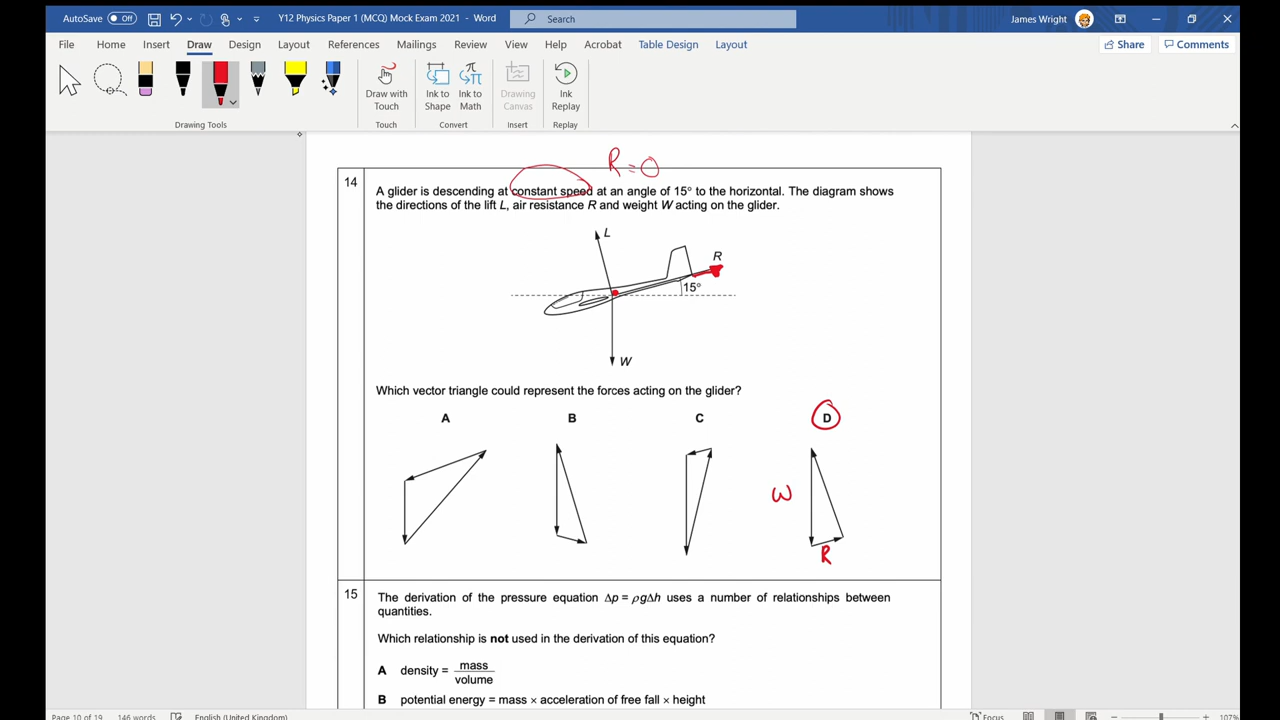 AutoSave Off Y12 Physics Paper 1 (MCQ) Mock Exam 2021 - Word Search James Wright
File Home Insert Draw Design Layout References Mailings Review View Help Acrobat Table Design Layout Share Comments
Draw with Touch
Ink to Shape
Ink to Math
Drawing Canvas
Ink Replay
Drawing Tools Touch Convert Insert Replay
R = 0
14
A glider is descending at constant speed at an angle of 15° to the horizontal. The diagram shows
the directions of the lift L, air resistance R and weight W acting on the glider.
L
R
15°
W
Which vector triangle could represent the forces acting on the glider?
A B C D
W
R
15
The derivation of the pressure equation Δp = ρgΔh uses a number of relationships between
quantities.
Which relationship is not used in the derivation of this equation?
A density = mass / volume
B potential energy = mass × acceleration of free fall × height
Page 10 of 19 146 words English (United Kingdom) Focus 107%